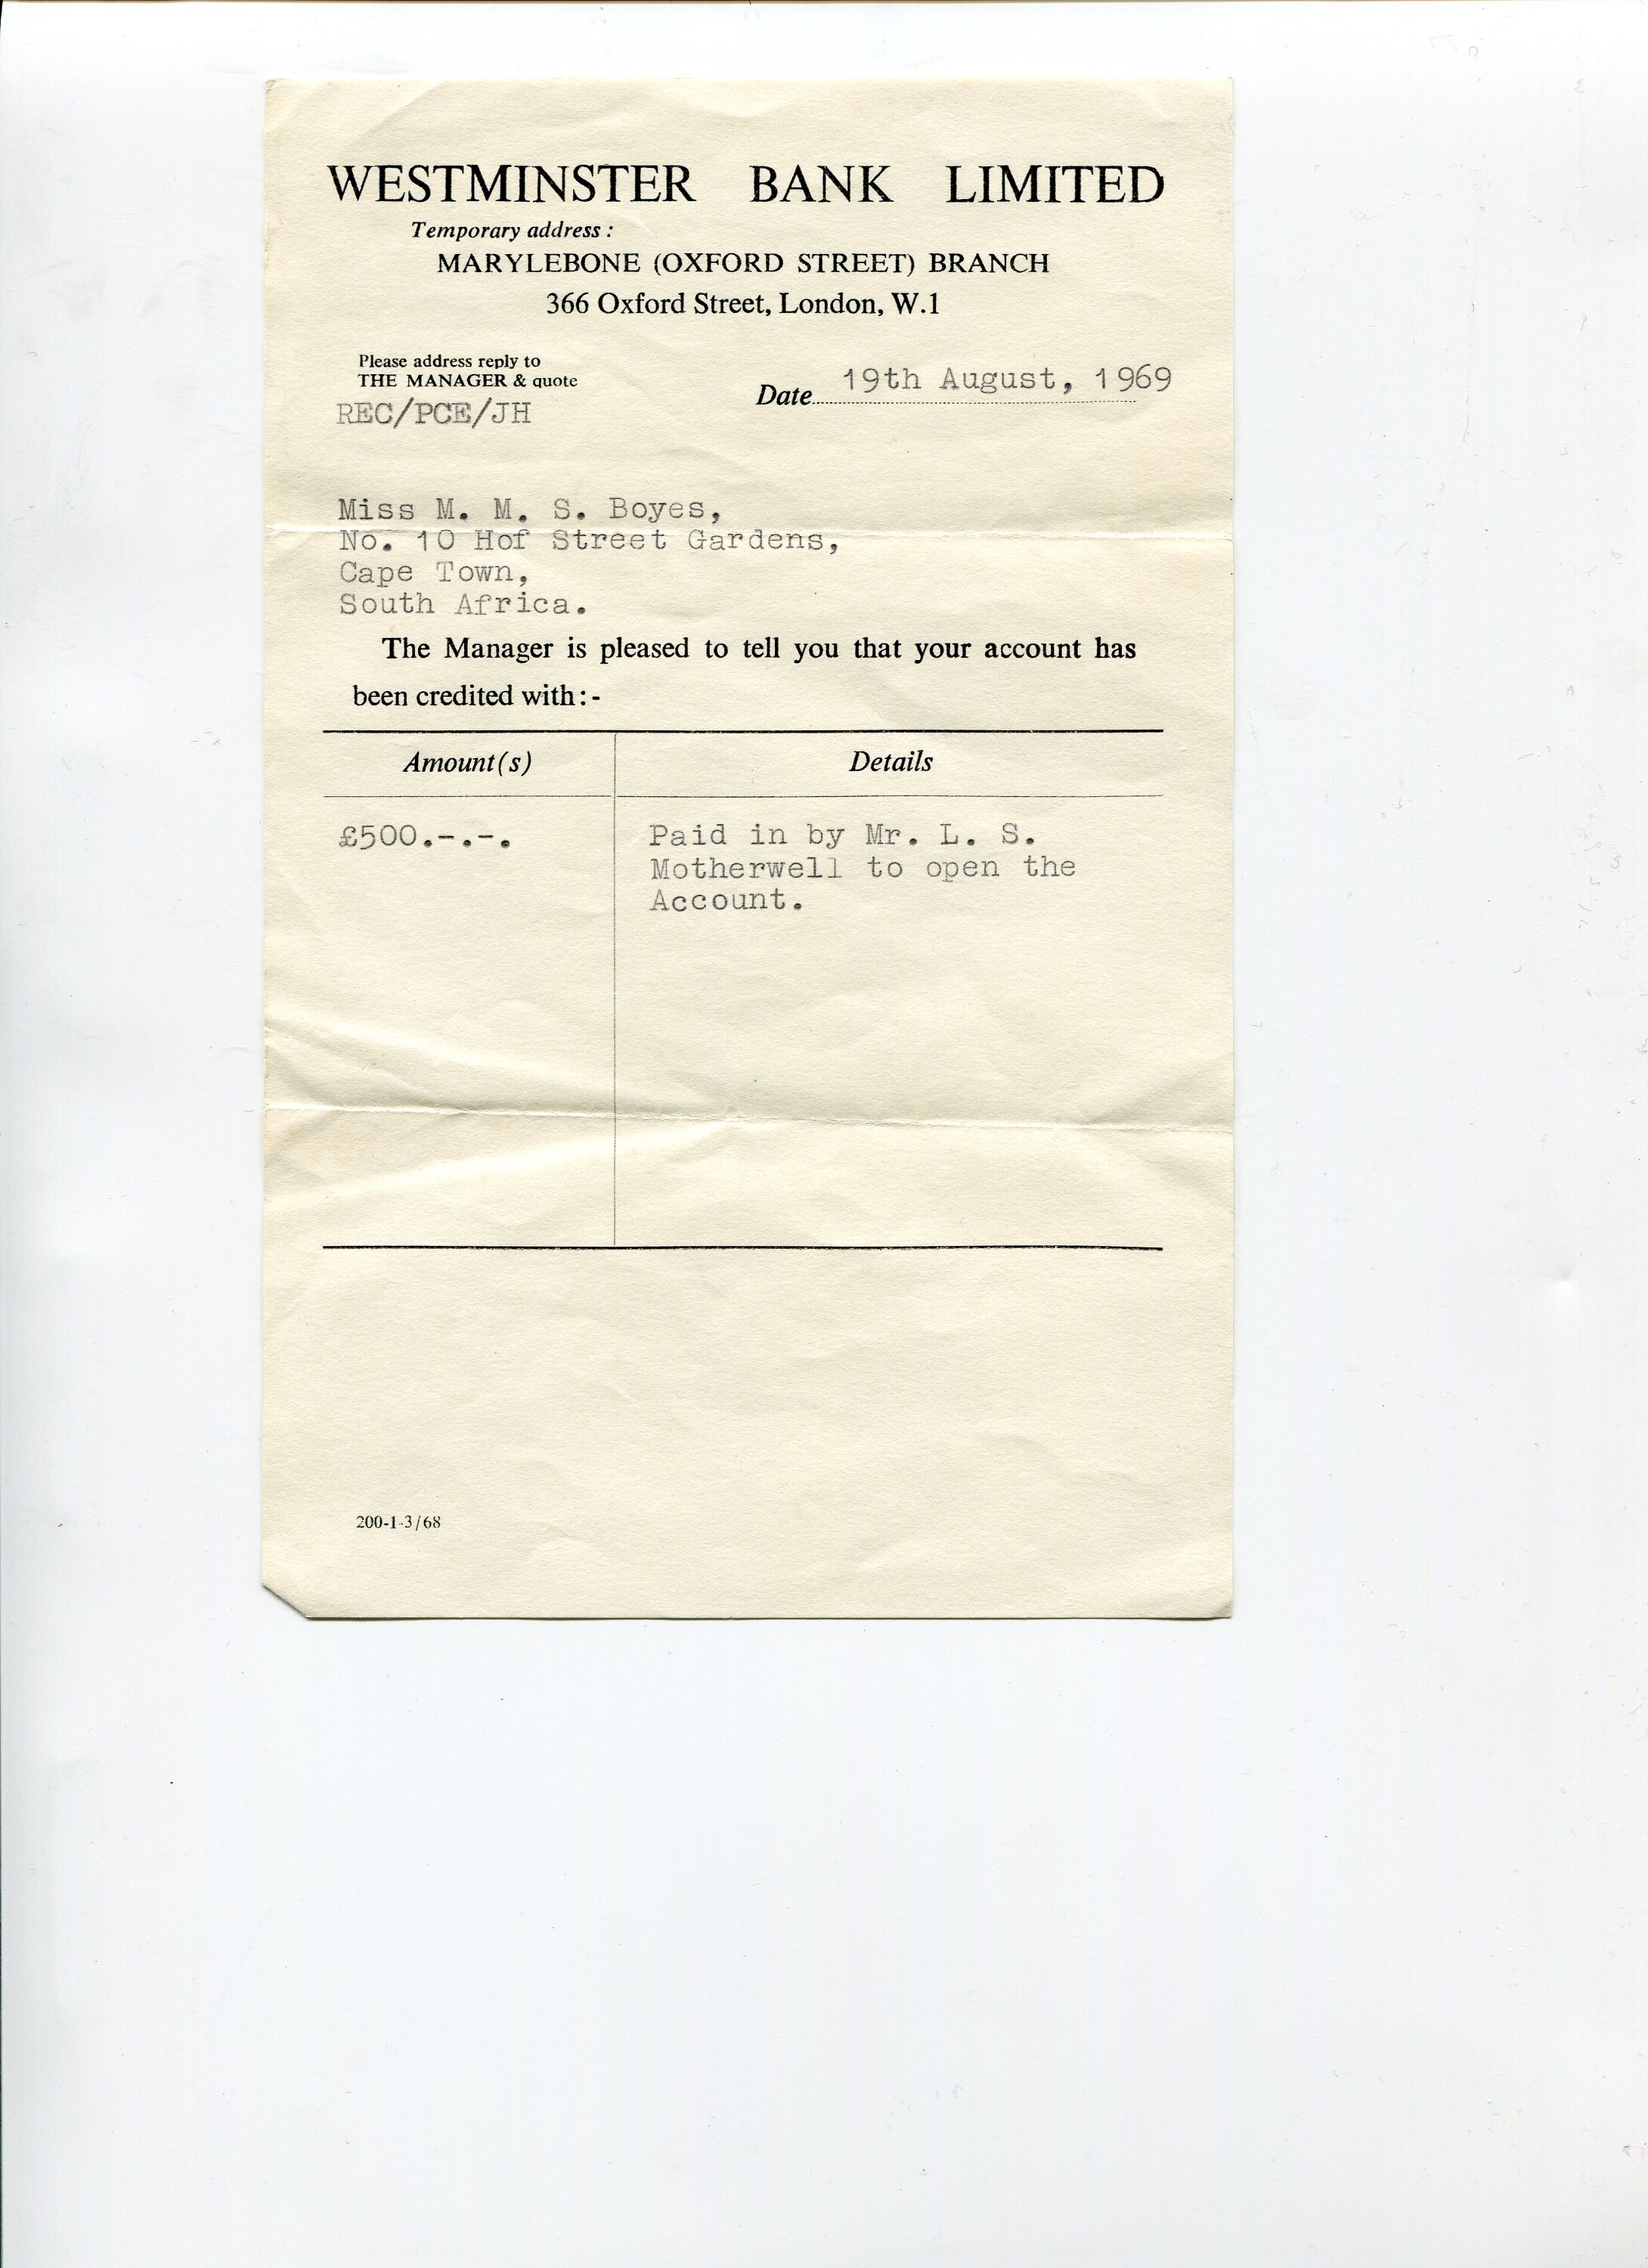 WESTMINSTER BANK LIMITED
Temporary address :
MARYLEBONE (OXFORD STREET) BRANCH
366 Oxford Street, London, W.1
Please address reply to
THE MANAGER & quote
REC/PCE/JH
Date 19th August, 1969
Miss M. M. S. Boyes,
No. 10 Hof Street Gardens,
Cape Town,
South Africa.
The Manager is pleased to tell you that your account has
been credited with:-
Amount(s) Details
£500.-.-. Paid in by Mr. L. S.
Motherwell to open the
Account.
200-1-3/68